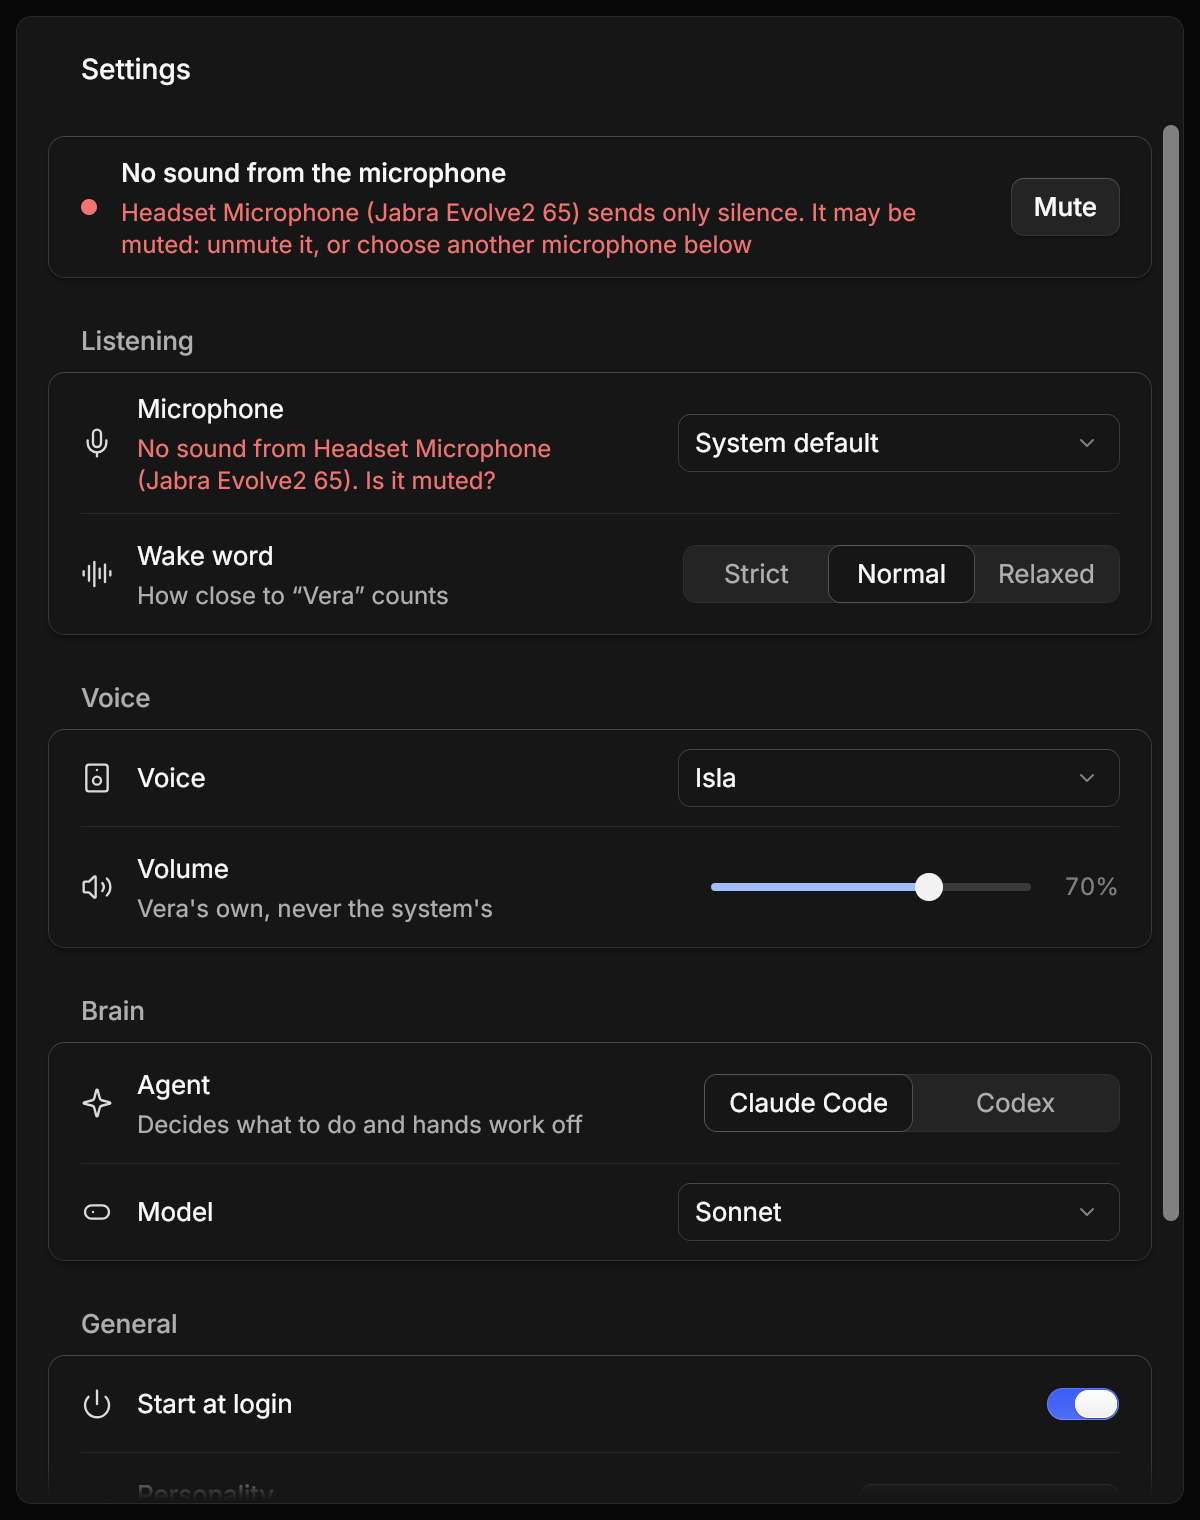 Settings
No sound from the microphone
Headset Microphone (Jabra Evolve2 65) sends only silence. It may be
muted: unmute it, or choose another microphone below
Mute
Listening
Microphone
No sound from Headset Microphone
(Jabra Evolve2 65). Is it muted?
System default
Wake word
How close to “Vera” counts
Strict
Normal
Relaxed
Voice
Voice
Isla
Volume
Vera's own, never the system's
70%
Brain
Agent
Decides what to do and hands work off
Claude Code
Codex
Model
Sonnet
General
Start at login
Personality